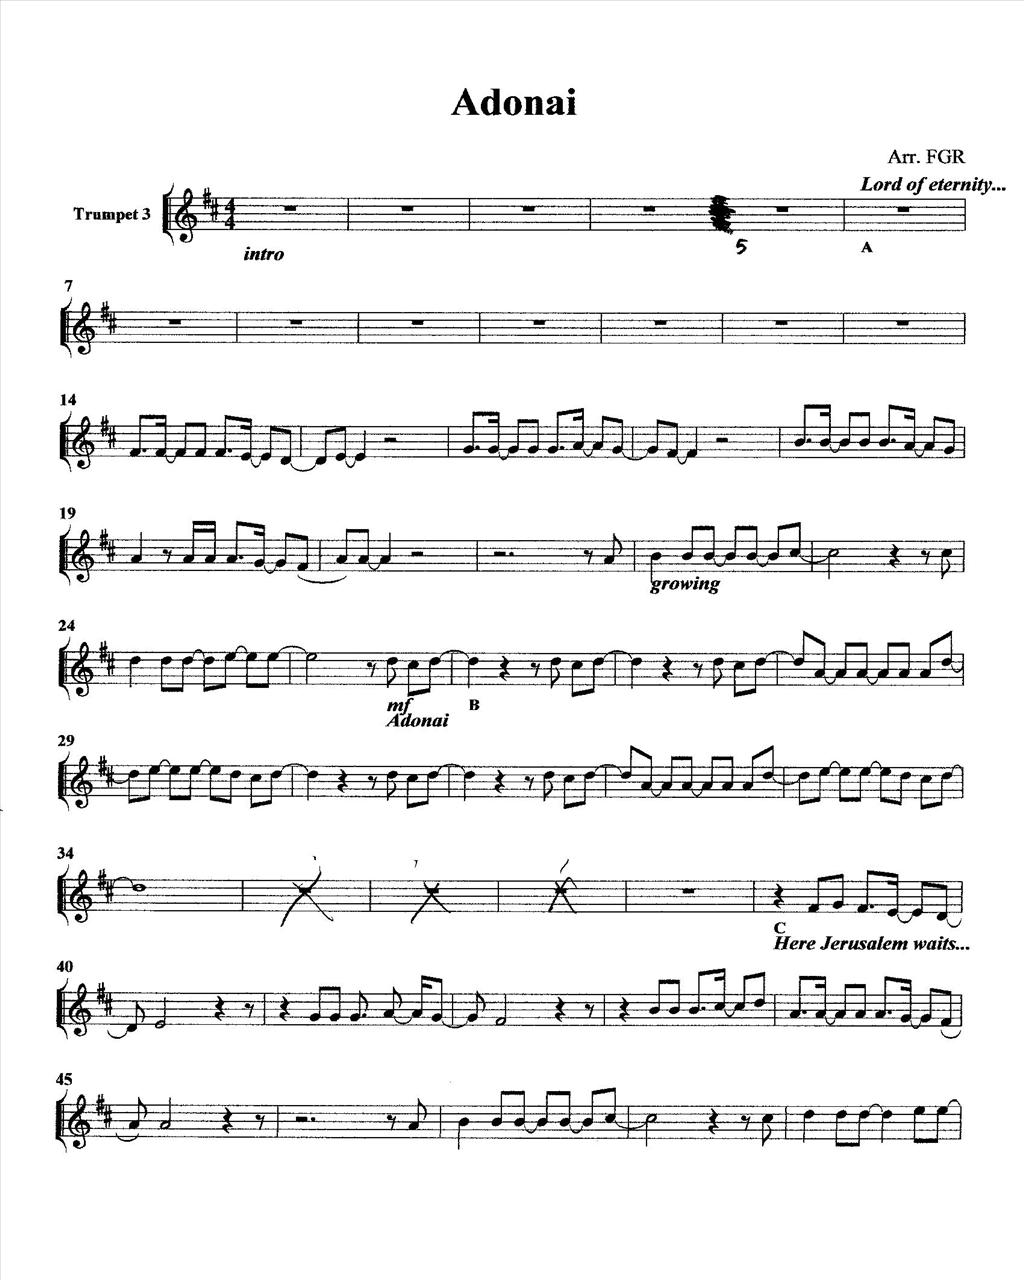 Adonai
Arr. FGR
Lord of eternity...
Trumpet 3
4
4
intro
5
A
7
14
19
growing
24
mf
B
Adonai
29
34
C
Here Jerusalem waits...
40
45